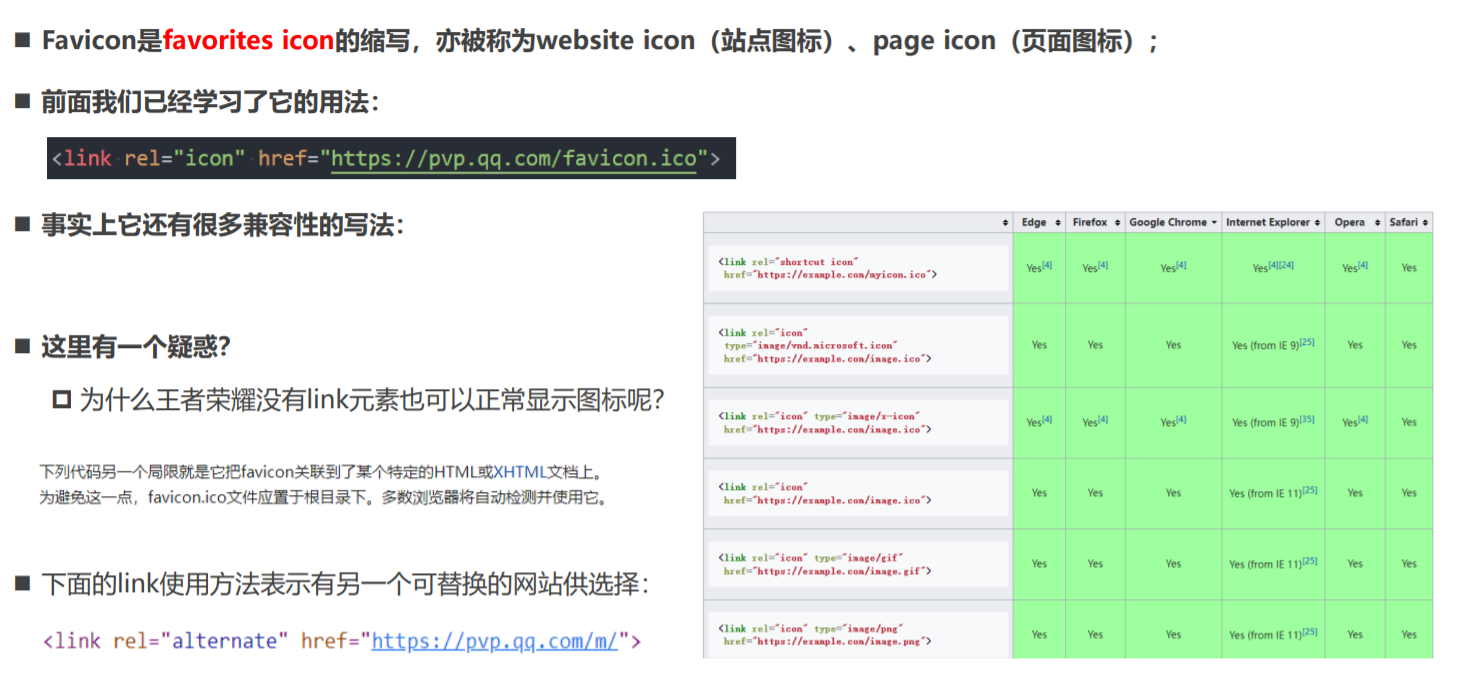 Favicon是favorites icon的缩写，亦被称为website icon（站点图标）、page icon（页面图标）；
前面我们已经学习了它的用法：
<link rel="icon" href="https://pvp.qq.com/favicon.ico">
事实上它还有很多兼容性的写法：
这里有一个疑惑？
为什么王者荣耀没有link元素也可以正常显示图标呢？
下列代码另一个局限就是它把favicon关联到了某个特定的HTML或XHTML文档上。
为避免这一点，favicon.ico文件应置于根目录下。多数浏览器将自动检测并使用它。
下面的link使用方法表示有另一个可替换的网站供选择：
<link rel="alternate" href="https://pvp.qq.com/m/">
Edge Firefox Google Chrome Internet Explorer Opera Safari
<link rel="shortcut icon"
href="https://example.com/myicon.ico">
Yes[4] Yes[4] Yes[4] Yes[4][24] Yes[4] Yes
<link rel="icon"
type="image/vnd.microsoft.icon"
href="https://example.com/image.ico">
Yes Yes Yes Yes (from IE 9)[25] Yes Yes
<link rel="icon" type="image/x-icon"
href="https://example.com/image.ico">
Yes[4] Yes[4] Yes[4] Yes (from IE 9)[35] Yes[4] Yes
<link rel="icon"
href="https://example.com/image.ico">
Yes Yes Yes Yes (from IE 11)[25] Yes Yes
<link rel="icon" type="image/gif"
href="https://example.com/image.gif">
Yes Yes Yes Yes (from IE 11)[25] Yes Yes
<link rel="icon" type="image/png"
href="https://example.com/image.png">
Yes Yes Yes Yes (from IE 11)[25] Yes Yes